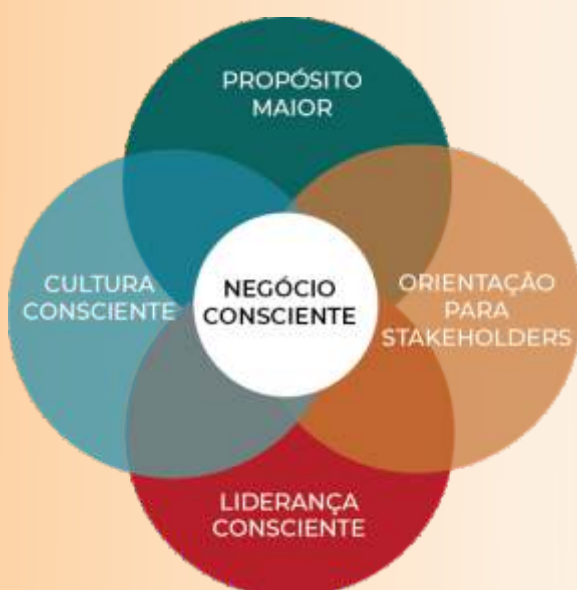 PROPÓSITO
MAIOR
CULTURA
CONSCIENTE
NEGÓCIO
CONSCIENTE
ORIENTAÇÃO
PARA
STAKEHOLDERS
LIDERANÇA
CONSCIENTE